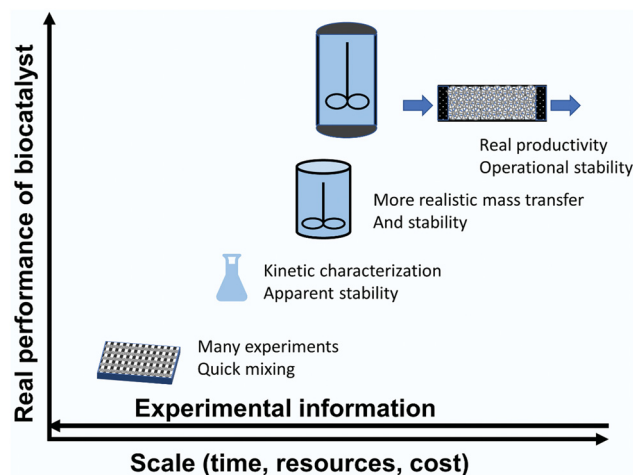 Real performance of biocatalyst
Real productivity
Operational stability
More realistic mass transfer
And stability
Kinetic characterization
Apparent stability
Many experiments
Quick mixing
Experimental information
Scale (time, resources, cost)